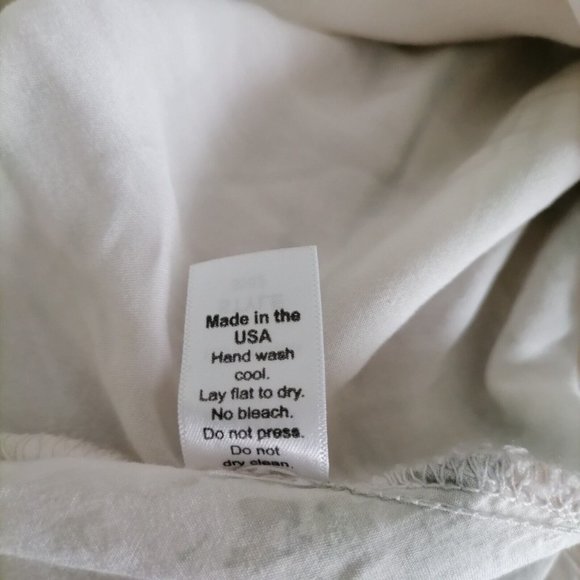 Made in the
USA
Hand wash
cool.
Lay flat to dry.
No bleach.
Do not press.
Do not
dry clean.